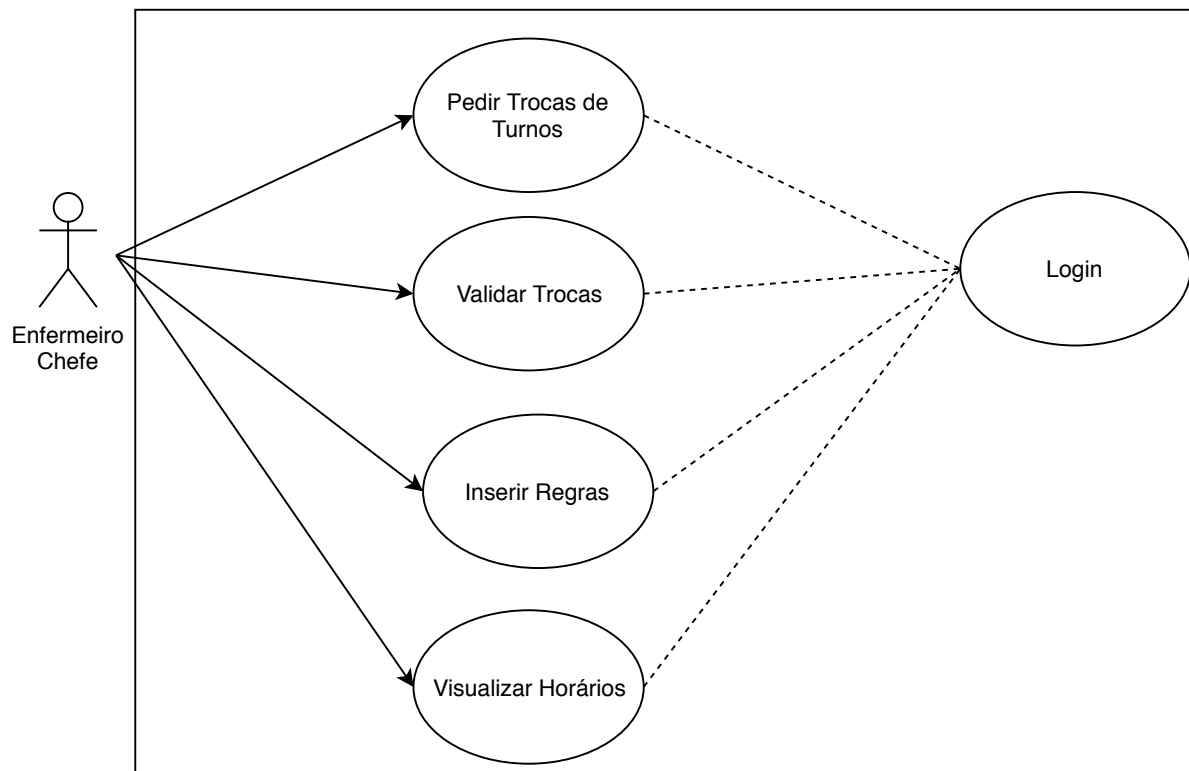 Pedir Trocas de
Turnos
Login
Validar Trocas
Enfermeiro
Chefe
Inserir Regras
Visualizar Horários